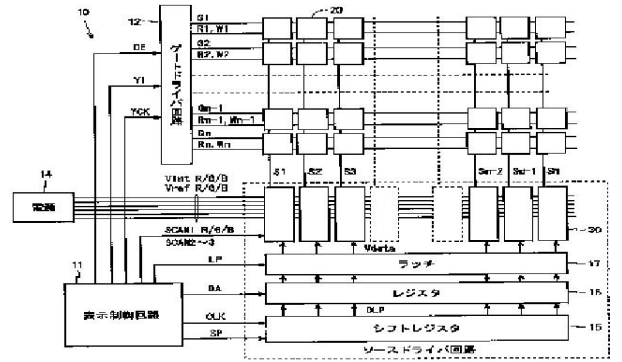 10
12
20
G1
R1,W1
G2
R2,W2
OE
YI
YCK
ゲートドライバ回路
Gn-1
Rn-1,Wn-1
Gn
Rn,Wn
S1
S2
S3
Sm-2
Sm-1
Sm
14
電源
Vint R/G/B
Vref R/G/B
SCAN1 R/G/B
SCAN2〜3
30
Vdata
11
表示制御回路
LP
ラッチ
17
DA
レジスタ
16
DLP
CLK
SP
シフトレジスタ
15
ソースドライバ回路